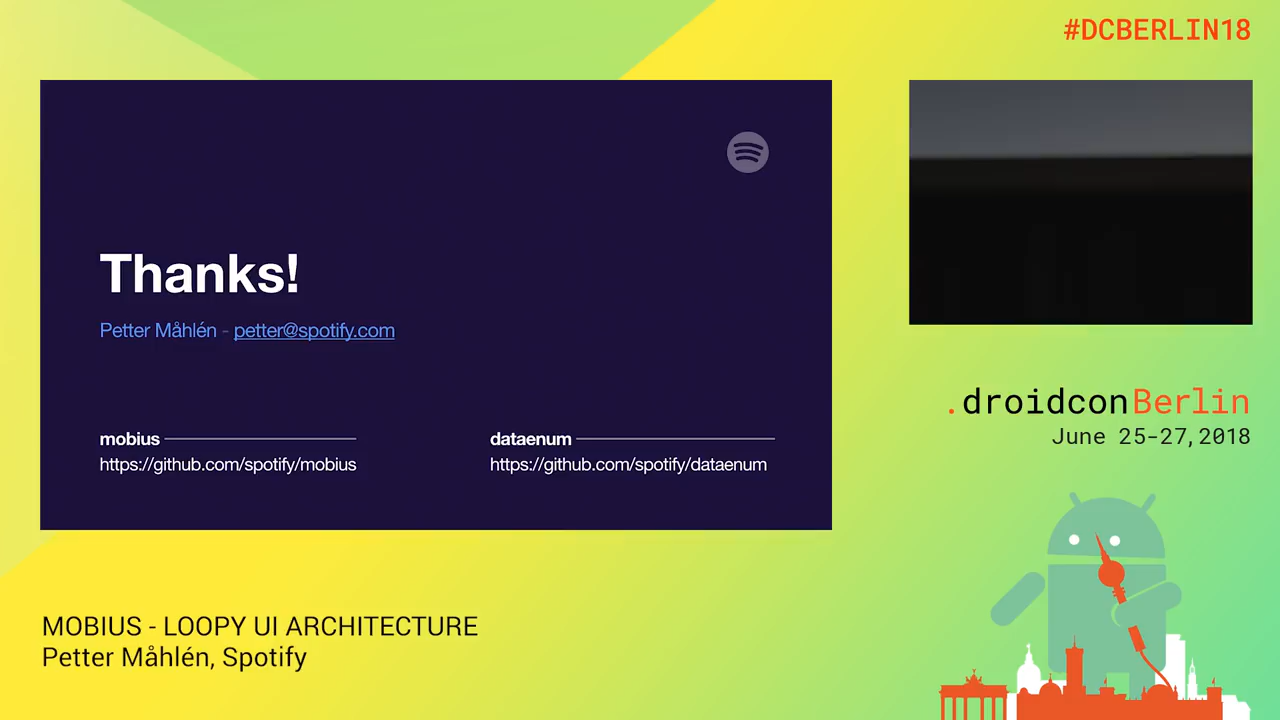 #DCBERLIN18
Thanks!
Petter Måhlén - petter@spotify.com
mobius
https://github.com/spotify/mobius
dataenum
https://github.com/spotify/dataenum
.droidconBerlin
June 25-27,2018
MOBIUS - LOOPY UI ARCHITECTURE
Petter Måhlén, Spotify